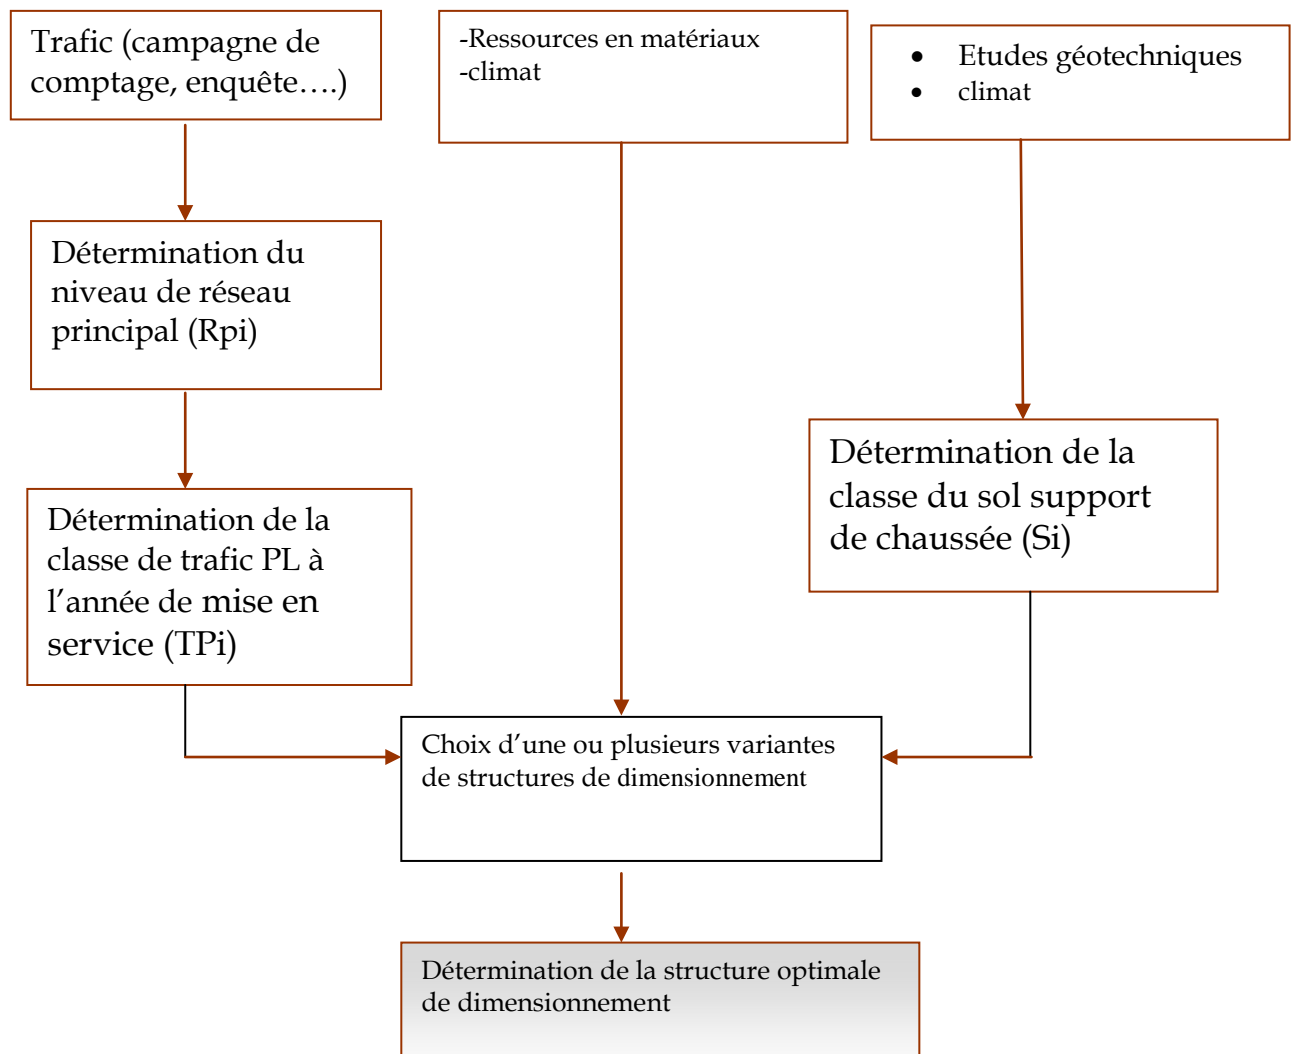 Trafic (campagne de
comptage, enquête….)
-Ressources en matériaux
-climat
• Etudes géotechniques
• climat
Détermination du
niveau de réseau
principal (Rpi)
Détermination de la
classe du sol support
de chaussée (Si)
Détermination de la
classe de trafic PL à
l’année de mise en
service (TPi)
Choix d’une ou plusieurs variantes
de structures de dimensionnement
Détermination de la structure optimale
de dimensionnement